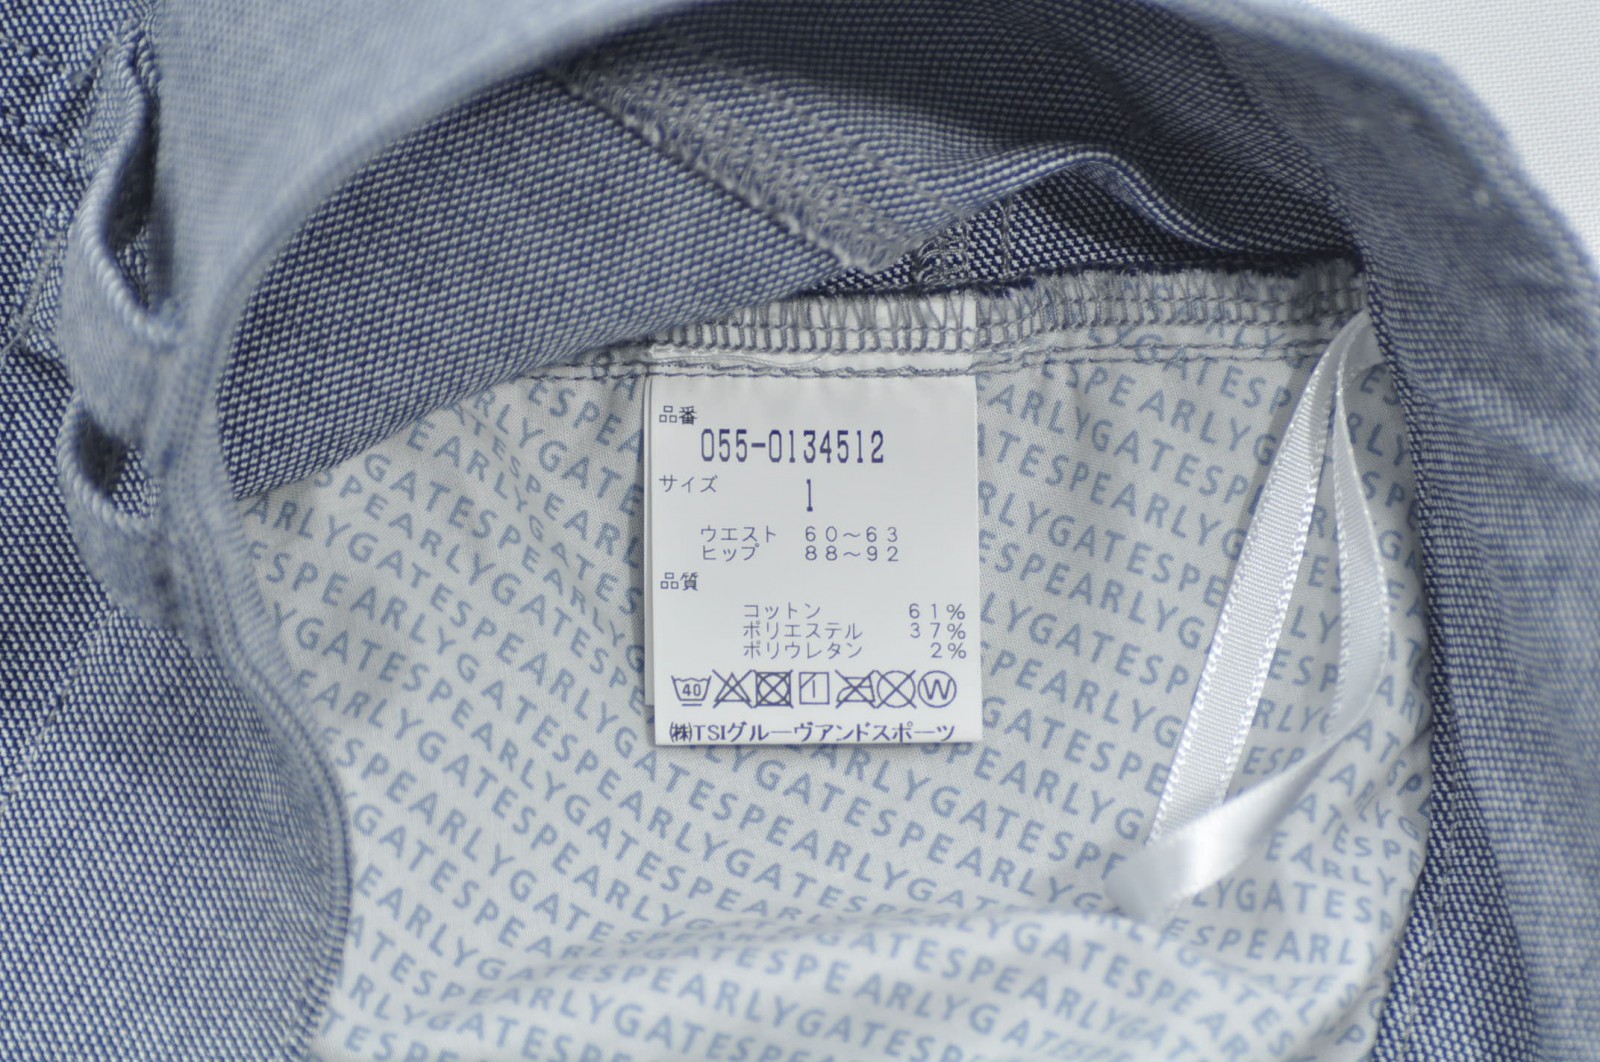 品番
055-0134512
サイズ 1
ウエスト 60～63
ヒップ 88～92
品質
コットン 61%
ポリエステル 37%
ポリウレタン 2%
40 W
㈱TSIグルーヴアンドスポーツ
PEARLYGATESPEARLYGATES